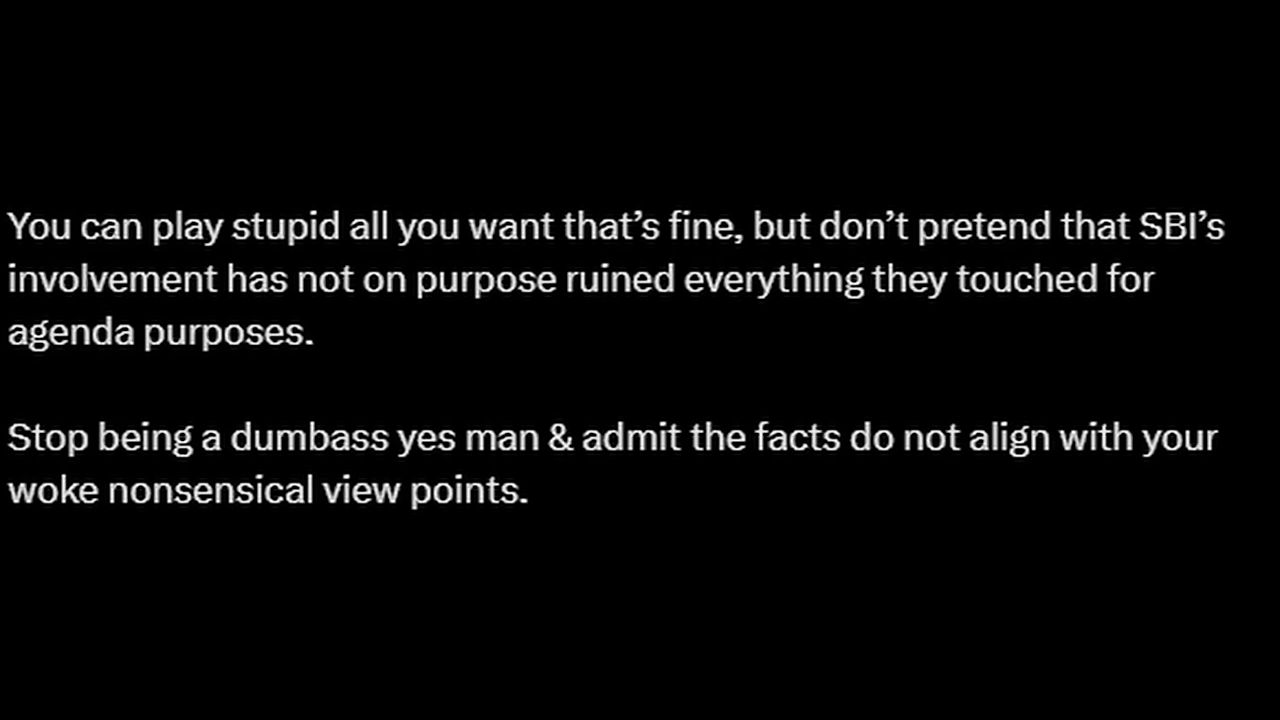 You can play stupid all you want that’s fine, but don’t pretend that SBI’s
involvement has not on purpose ruined everything they touched for
agenda purposes.
Stop being a dumbass yes man & admit the facts do not align with your
woke nonsensical view points.